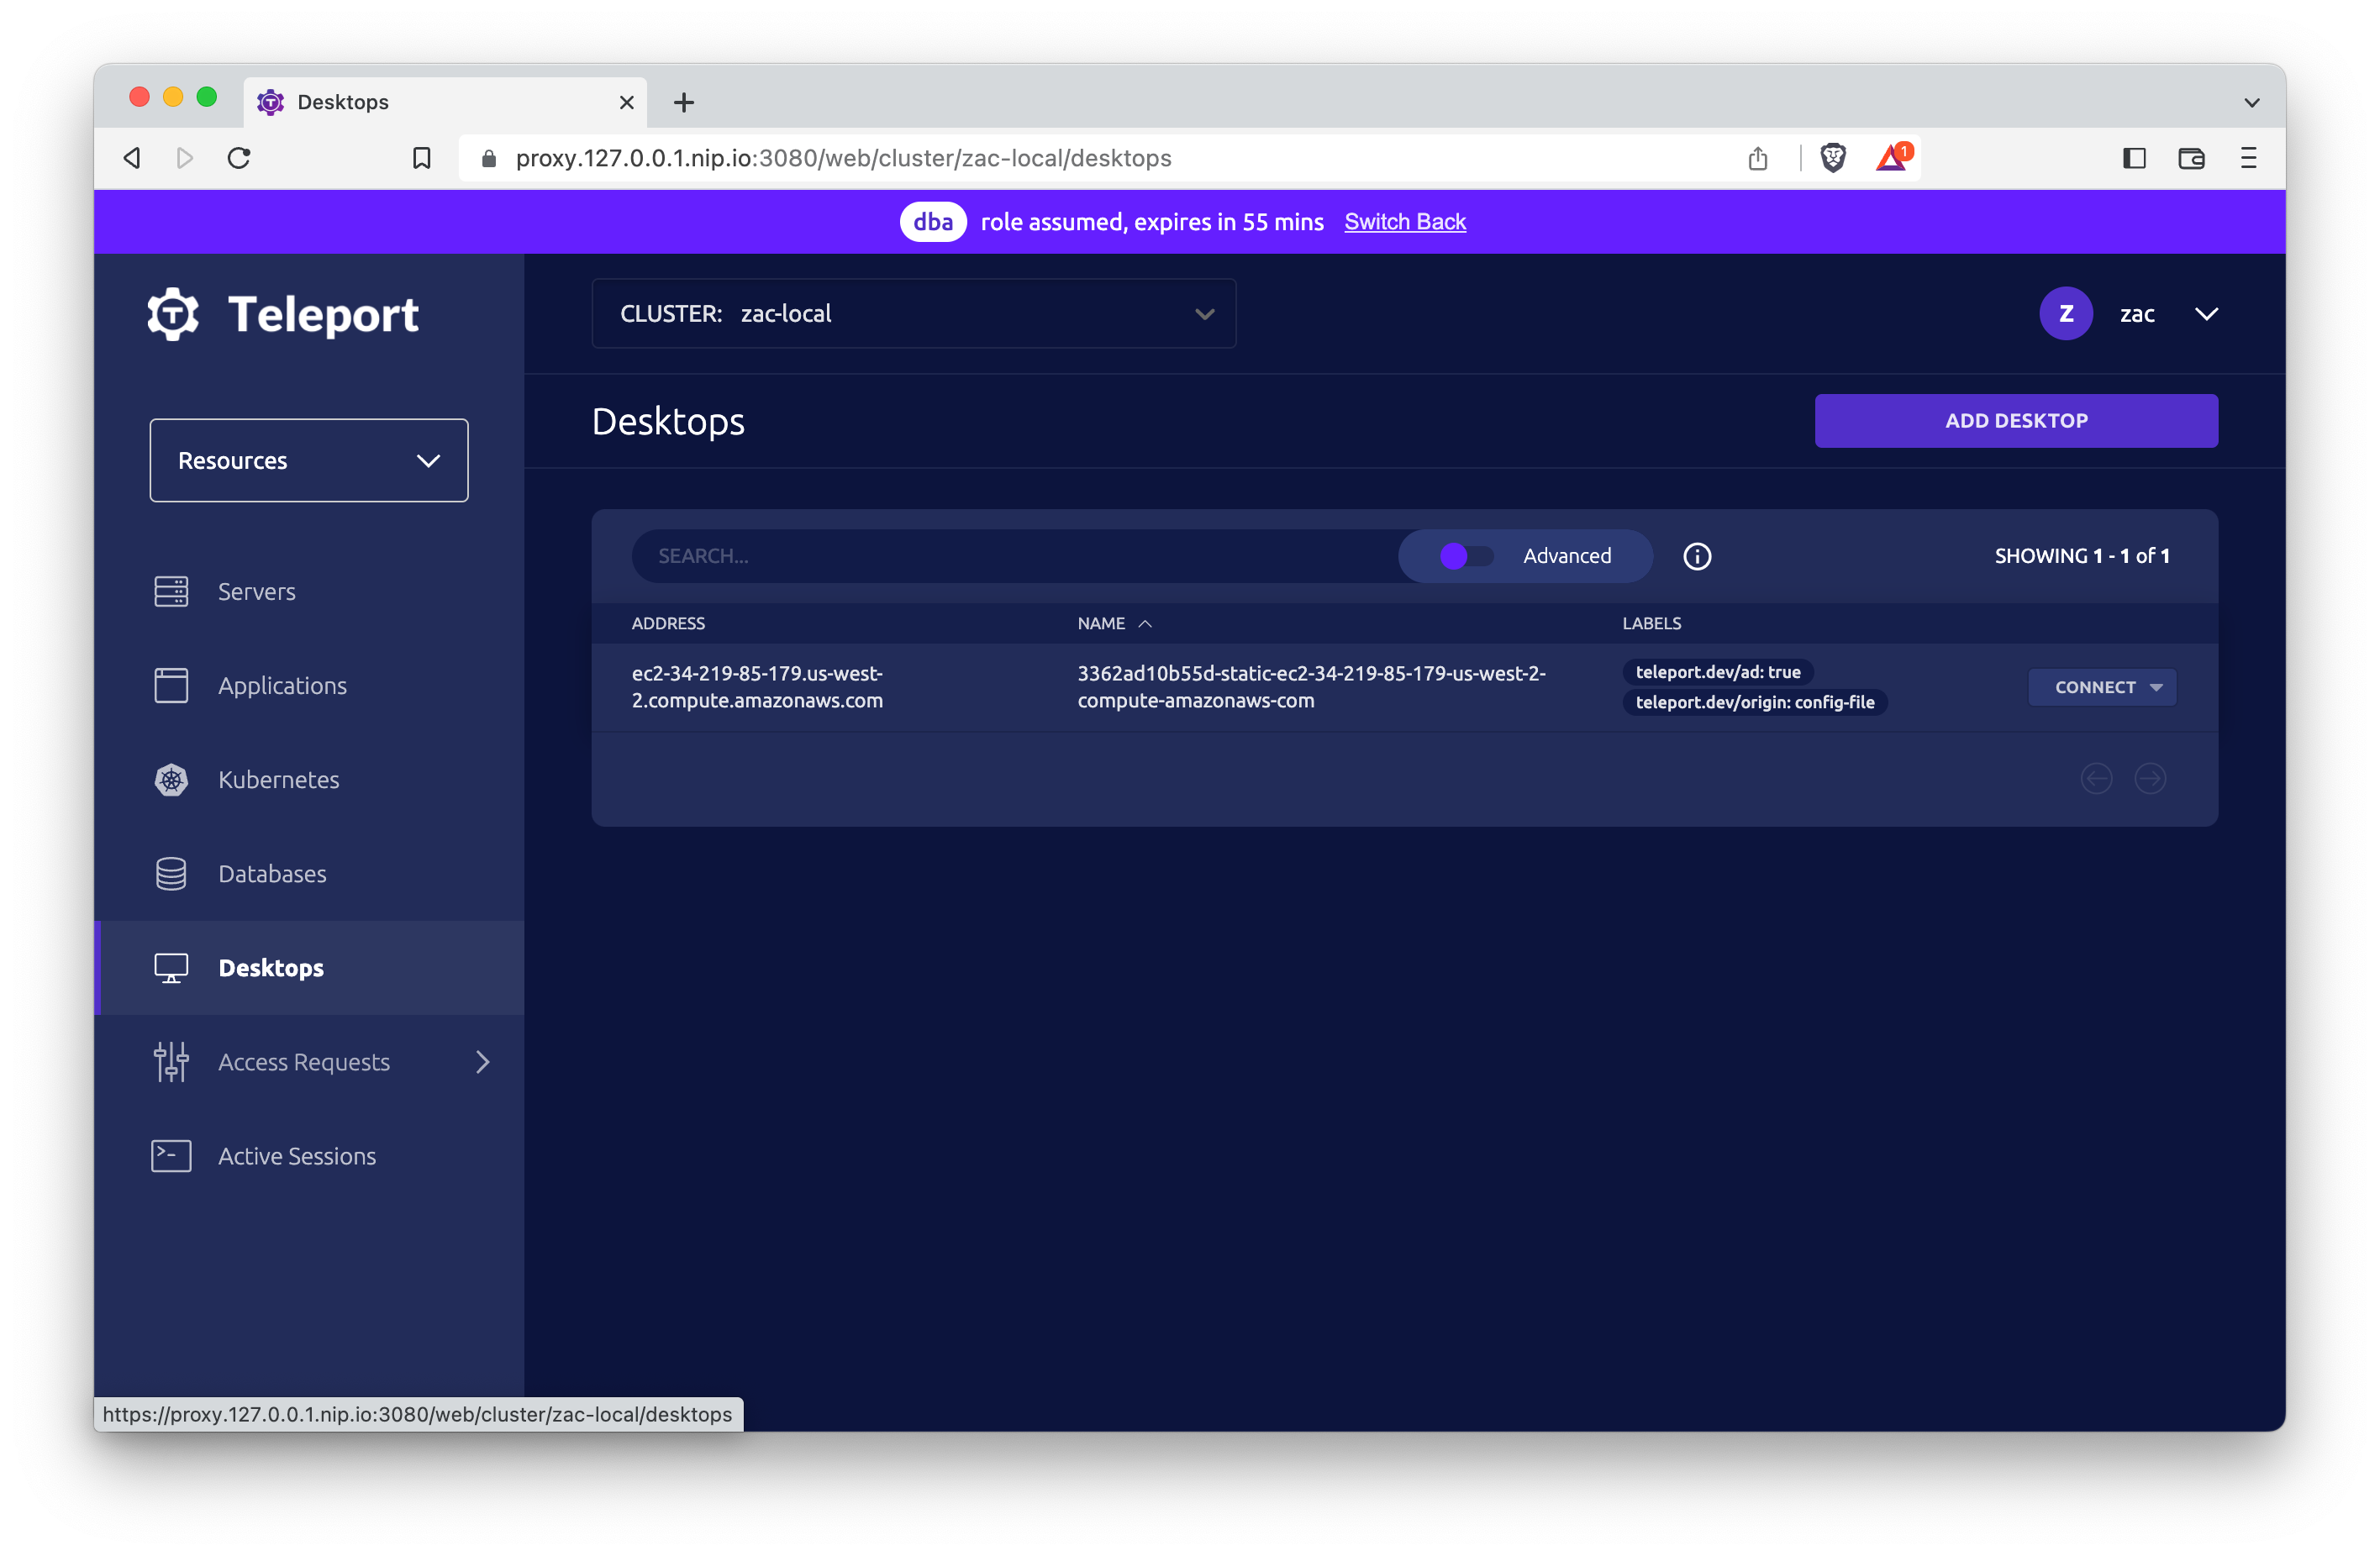 Desktops
proxy.127.0.0.1.nip.io:3080/web/cluster/zac-local/desktops
1
dba role assumed, expires in 55 mins Switch Back
Teleport
CLUSTER: zac-local
Z zac
Resources
Desktops
ADD DESKTOP
SEARCH...
Advanced
SHOWING 1 - 1 of 1
ADDRESS NAME LABELS
ec2-34-219-85-179.us-west-
2.compute.amazonaws.com
3362ad10b55d-static-ec2-34-219-85-179-us-west-2-
compute-amazonaws-com
teleport.dev/ad: true
teleport.dev/origin: config-file
CONNECT
Servers
Applications
Kubernetes
Databases
Desktops
Access Requests
Active Sessions
https://proxy.127.0.0.1.nip.io:3080/web/cluster/zac-local/desktops